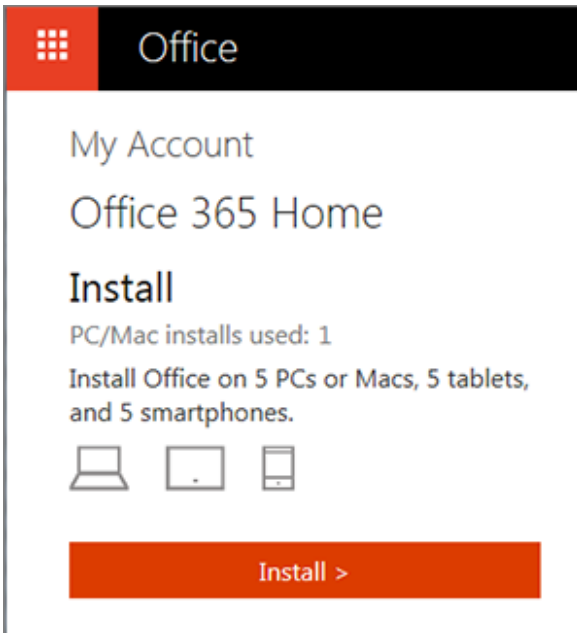 Office
My Account
Office 365 Home
Install
PC/Mac installs used: 1
Install Office on 5 PCs or Macs, 5 tablets,
and 5 smartphones.
Install >